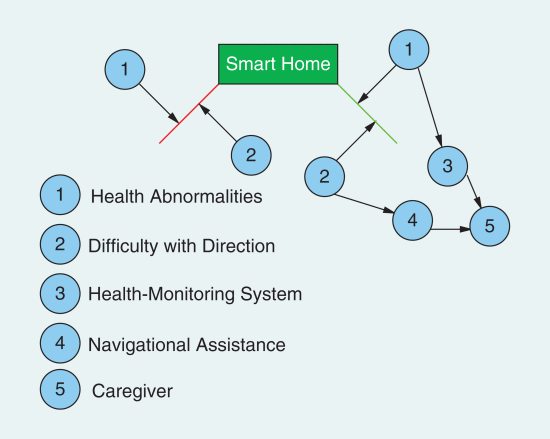 Smart Home
1
1
2
2
3
4
5
1 Health Abnormalities
2 Difficulty with Direction
3 Health-Monitoring System
4 Navigational Assistance
5 Caregiver